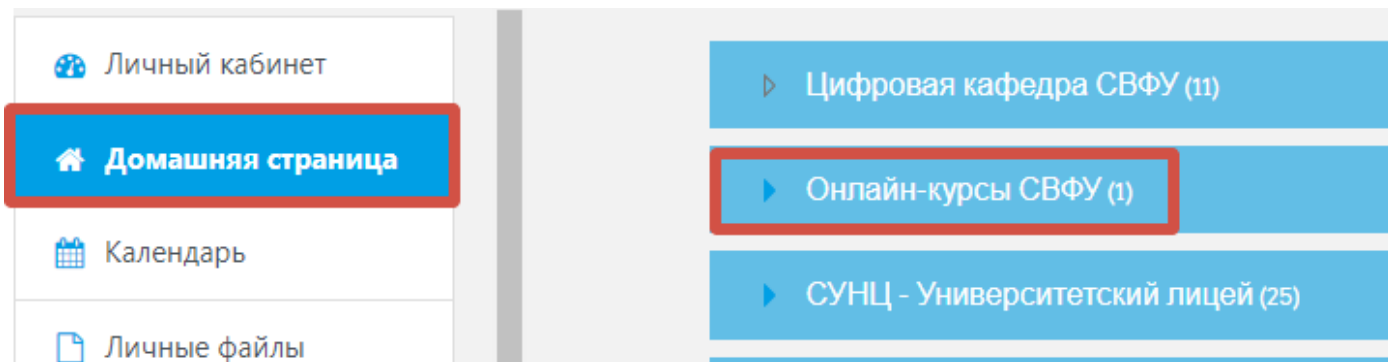 Личный кабинет
Домашняя страница
Календарь
Личные файлы
Цифровая кафедра СВФУ (11)
Онлайн-курсы СВФУ (1)
СУНЦ - Университетский лицей (25)